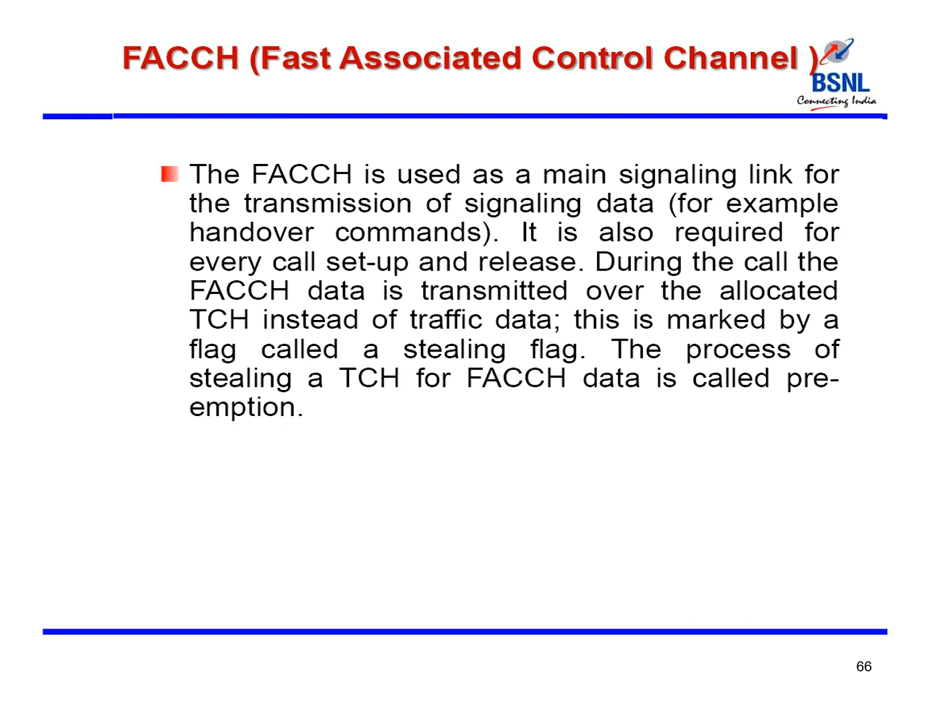 FACCH (Fast Associated Control Channel )
BSNL
Connecting India
The FACCH is used as a main signaling link for
the transmission of signaling data (for example
handover commands). It is also required for
every call set-up and release. During the call the
FACCH data is transmitted over the allocated
TCH instead of traffic data; this is marked by a
flag called a stealing flag. The process of
stealing a TCH for FACCH data is called pre-
emption.
66